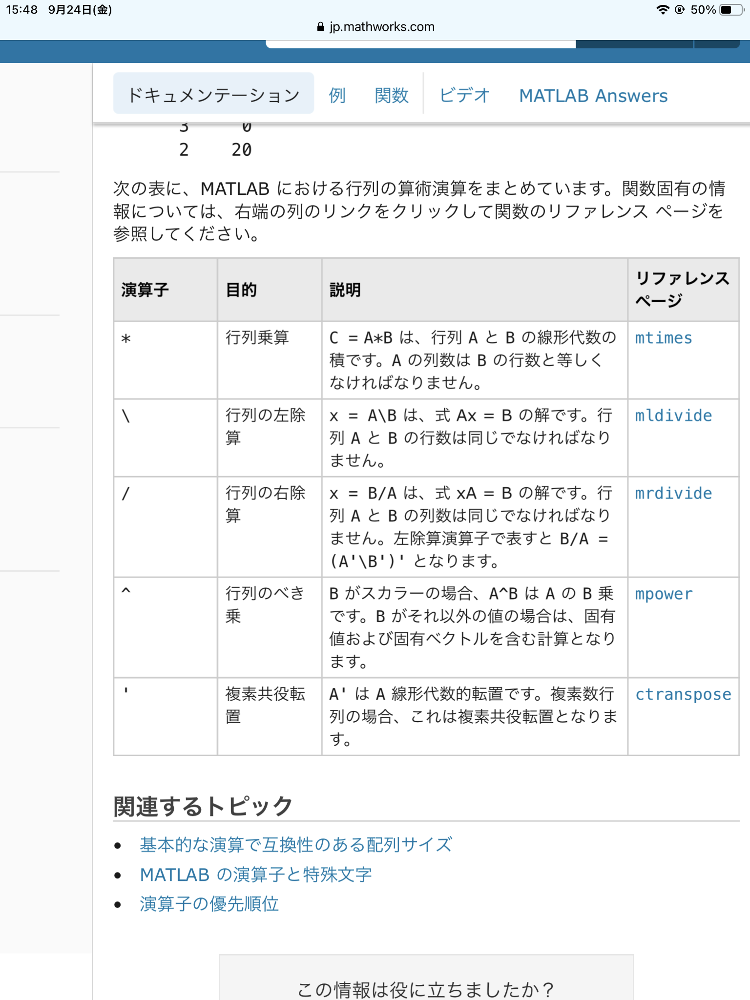 15:48 9月24日(金) 50%
jp.mathworks.com
ドキュメンテーション 例 関数 ビデオ MATLAB Answers
3 0
2 20
次の表に、MATLAB における行列の算術演算をまとめています。関数固有の情
報については、右端の列のリンクをクリックして関数のリファレンス ページを
参照してください。
演算子 目的 説明 リファレンス
ページ
* 行列乗算 C = A*B は、行列 A と B の線形代数の mtimes
積です。A の列数は B の行数と等しく
なければなりません。
\ 行列の左除 x = A\B は、式 Ax = B の解です。行 mldivide
算 列 A と B の行数は同じでなければなり
ません。
/ 行列の右除 x = B/A は、式 xA = B の解です。行 mrdivide
算 列 A と B の列数は同じでなければなり
ません。左除算演算子で表すと B/A =
(A'\B')' となります。
^ 行列のべき B がスカラーの場合、A^B は A の B 乗 mpower
乗 です。B がそれ以外の値の場合は、固有
値および固有ベクトルを含む計算となり
ます。
' 複素共役転 A' は A 線形代数的転置です。複素数行 ctranspose
置 列の場合、これは複素共役転置となりま
す。
関連するトピック
• 基本的な演算で互換性のある配列サイズ
• MATLAB の演算子と特殊文字
• 演算子の優先順位
この情報は役に立ちましたか？